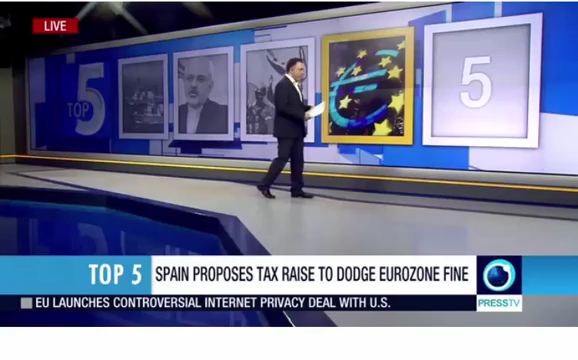 LIVE
TOP
5
5
TOP 5
SPAIN PROPOSES TAX RAISE TO DODGE EUROZONE FINE
EU LAUNCHES CONTROVERSIAL INTERNET PRIVACY DEAL WITH U.S.
PRESSTV